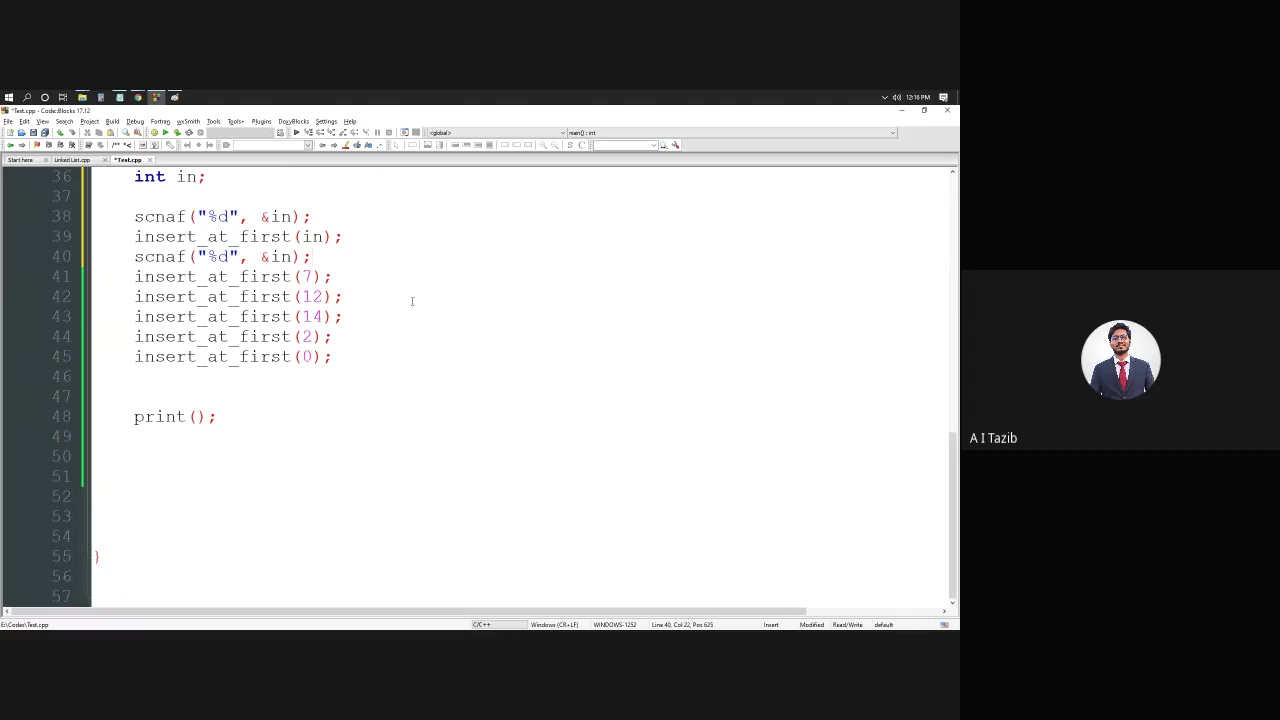 12:16 PM
*Test.cpp - Code::Blocks 17.12
File Edit View Search Project Build Debug Fortran wxSmith Tools Tools+ Plugins DoxyBlocks Settings Help
<global> main() : int
Start here Linked List.cpp *Test.cpp
36 int in;
37
38 scnaf("%d", &in);
39 insert_at_first(in);
40 scnaf("%d", &in);
41 insert_at_first(7);
42 insert_at_first(12);
43 insert_at_first(14);
44 insert_at_first(2);
45 insert_at_first(0);
46
47
48 print();
49
50
51
52
53
54
55 }
56
57
E:\Codes\Test.cpp C/C++ Windows (CR+LF) WINDOWS-1252 Line 40, Col 22, Pos 625 Insert Modified Read/Write default
A I Tazib